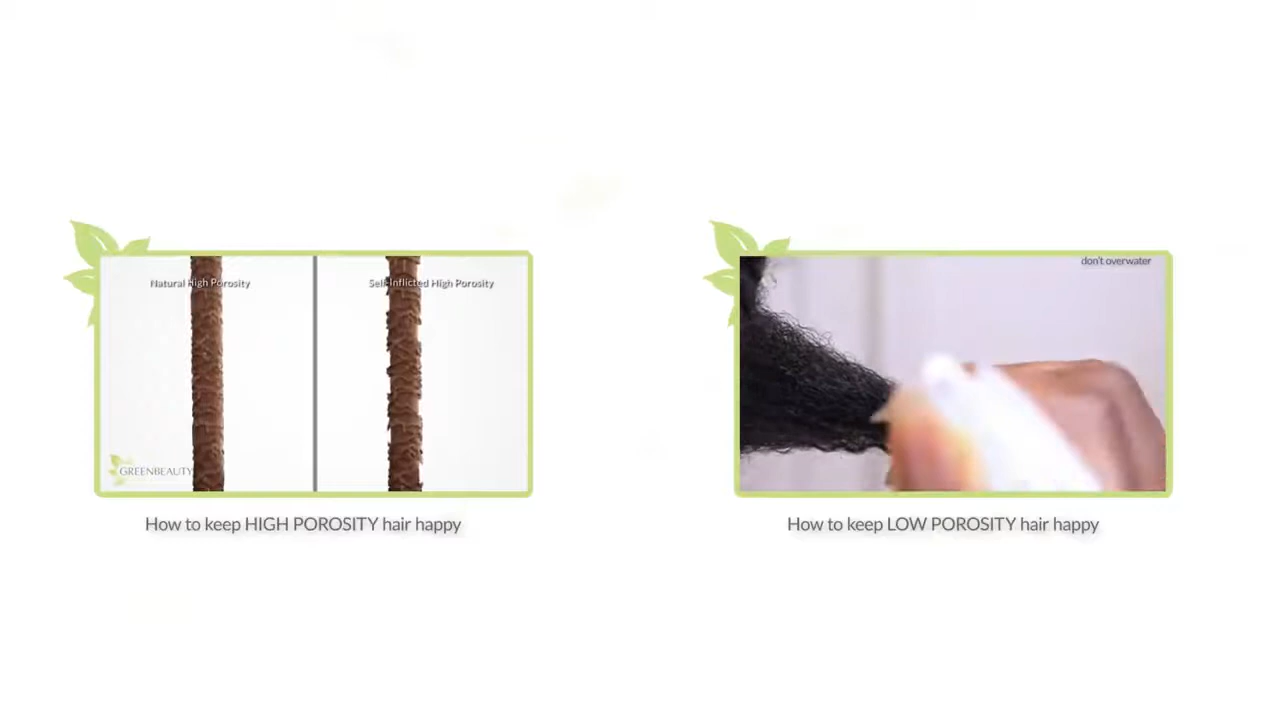 Natural High Porosity
Self-Inflicted High Porosity
GREENBEAUTY
How to keep HIGH POROSITY hair happy
don't overwater
How to keep LOW POROSITY hair happy